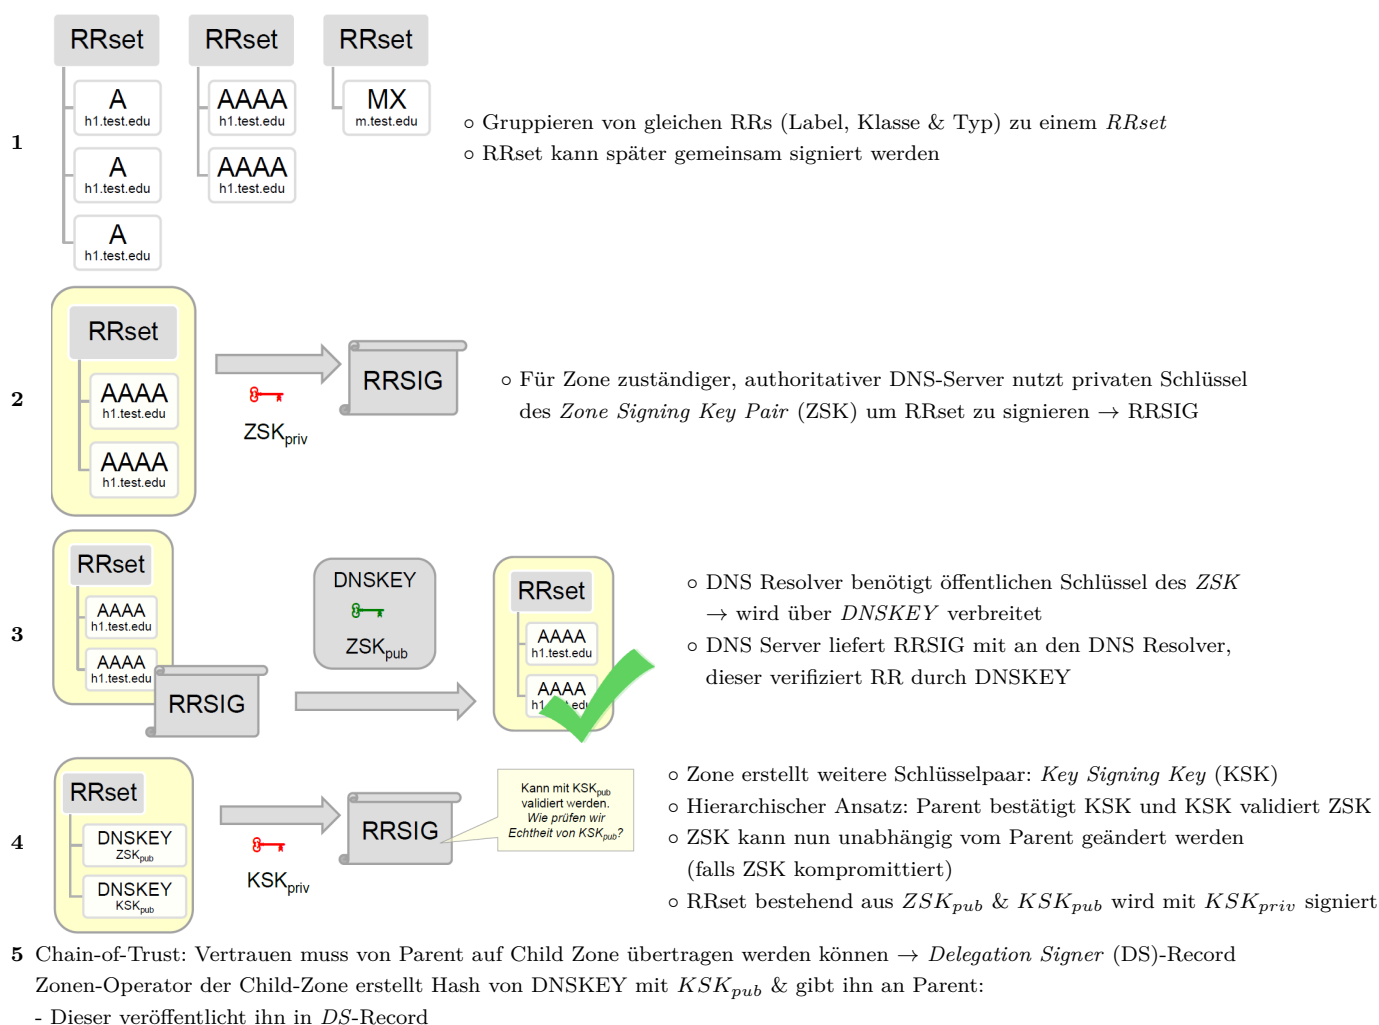 RRset RRset RRset
A
h1.test.edu
A
h1.test.edu
A
h1.test.edu
AAAA
h1.test.edu
AAAA
h1.test.edu
MX
m.test.edu
1
○ Gruppieren von gleichen RRs (Label, Klasse & Typ) zu einem RRset
○ RRset kann später gemeinsam signiert werden
2
RRset
AAAA
h1.test.edu
AAAA
h1.test.edu
ZSKpriv
RRSIG
○ Für Zone zuständiger, authoritativer DNS-Server nutzt privaten Schlüssel
des Zone Signing Key Pair (ZSK) um RRset zu signieren → RRSIG
3
RRset
AAAA
h1.test.edu
AAAA
h1.test.edu
RRSIG
DNSKEY
ZSKpub
RRset
AAAA
h1.test.edu
AAAA
h1.test.edu
○ DNS Resolver benötigt öffentlichen Schlüssel des ZSK
→ wird über DNSKEY verbreitet
○ DNS Server liefert RRSIG mit an den DNS Resolver,
dieser verifiziert RR durch DNSKEY
4
RRset
DNSKEY
ZSKpub
DNSKEY
KSKpub
KSKpriv
RRSIG
Kann mit KSKpub
validiert werden.
Wie prüfen wir
Echtheit von KSKpub?
○ Zone erstellt weitere Schlüsselpaar: Key Signing Key (KSK)
○ Hierarchischer Ansatz: Parent bestätigt KSK und KSK validiert ZSK
○ ZSK kann nun unabhängig vom Parent geändert werden
(falls ZSK kompromittiert)
○ RRset bestehend aus ZSKpub & KSKpub wird mit KSKpriv signiert
5 Chain-of-Trust: Vertrauen muss von Parent auf Child Zone übertragen werden können → Delegation Signer (DS)-Record
Zonen-Operator der Child-Zone erstellt Hash von DNSKEY mit KSKpub & gibt ihn an Parent:
- Dieser veröffentlicht ihn in DS-Record